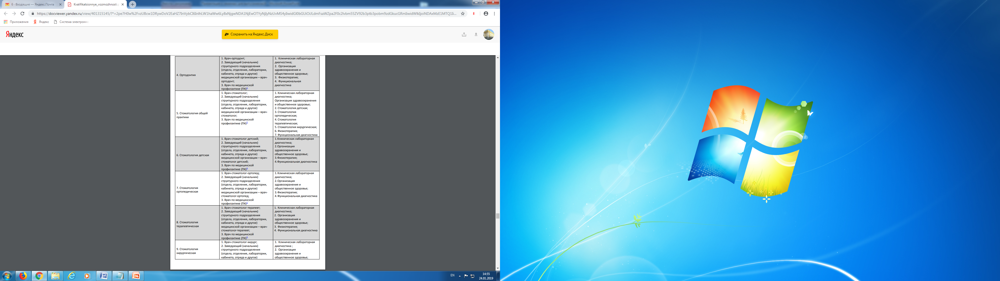 6 - Входящие — Яндекс.Почта
Kvalifikatsionnye_vozmozhnosti.p
Приложения
Яндекс
Система электронно
Яндекс
Сохранить на Яндекс.Диск
4. Ортодонтия
1. Врач-ортодонт;
2. Заведующий (начальник)
структурного подразделения
(отдела, отделения, лаборатории,
кабинета, отряда и другое)
медицинской организации – врач-
ортодонт;
3. Врач по медицинской
профилактике (ПК)1
1. Клиническая лабораторная
диагностика;
2. Организация
здравоохранения и
общественное здоровье;
3. Физиотерапия;
4. Функциональная
диагностика
5. Стоматология общей
практики
1. Врач-стоматолог;
2. Заведующий (начальник)
структурного подразделения
(отдела, отделения, лаборатории,
кабинета, отряда и другое)
медицинской организации – врач-
стоматолог;
3. Врач по медицинской
профилактике (ПК)1
1. Клиническая лабораторная
диагностика;
Организация здравоохранения
и общественное здоровье;
2. Стоматология детская;
3. Стоматология
ортопедическая;
4. Стоматология
терапевтическая;
5. Стоматология хирургическая;
6. Физиотерапия;
7. Функциональная диагностика
6. Стоматология детская
1. Врач-стоматолог детский;
2. Заведующий (начальник)
структурного подразделения
(отдела, отделения, лаборатории,
кабинета, отряда и другое)
медицинской организации – врач-
стоматолог детский;
3. Врач по медицинской
профилактике (ПК)1
1.Клиническая лабораторная
диагностика;
2.Организация
здравоохранения и
общественное здоровье;
3.Физиотерапия;
4.Функциональная диагностика
7. Стоматология
ортопедическая
1. Врач-стоматолог-ортопед;
2. Заведующий (начальник)
структурного подразделения
(отдела, отделения, лаборатории,
кабинета, отряда и другое)
медицинской организации – врач-
стоматолог-ортопед;
3. Врач по медицинской
профилактике (ПК)1
1.Клиническая лабораторная
диагностика;
2.Организация
здравоохранения и
общественное здоровье;
3.Физиотерапия;
4.Функциональная диагностика
8. Стоматология
терапевтическая
1. Врач-стоматолог-терапевт;
2. Заведующий (начальник)
структурного подразделения
(отдела, отделения, лаборатории,
кабинета, отряда и другое)
медицинской организации – врач-
стоматолог-терапевт;
3. Врач по медицинской
профилактике (ПК)1
1. Клиническая лабораторная
диагностика;
2. Организация
здравоохранения и
общественное здоровье;
3. Физиотерапия;
4. Функциональная диагностика
9. Стоматология
хирургическая
1. Врач-стоматолог-хирург;
2. Заведующий (начальник)
структурного подразделения
(отдела, отделения, лаборатории,
кабинета, отряда и другое)
1. Клиническая лабораторная
диагностика ;
2. Организация
здравоохранения и
общественное здоровье;
EN
14:55
24.01.2019